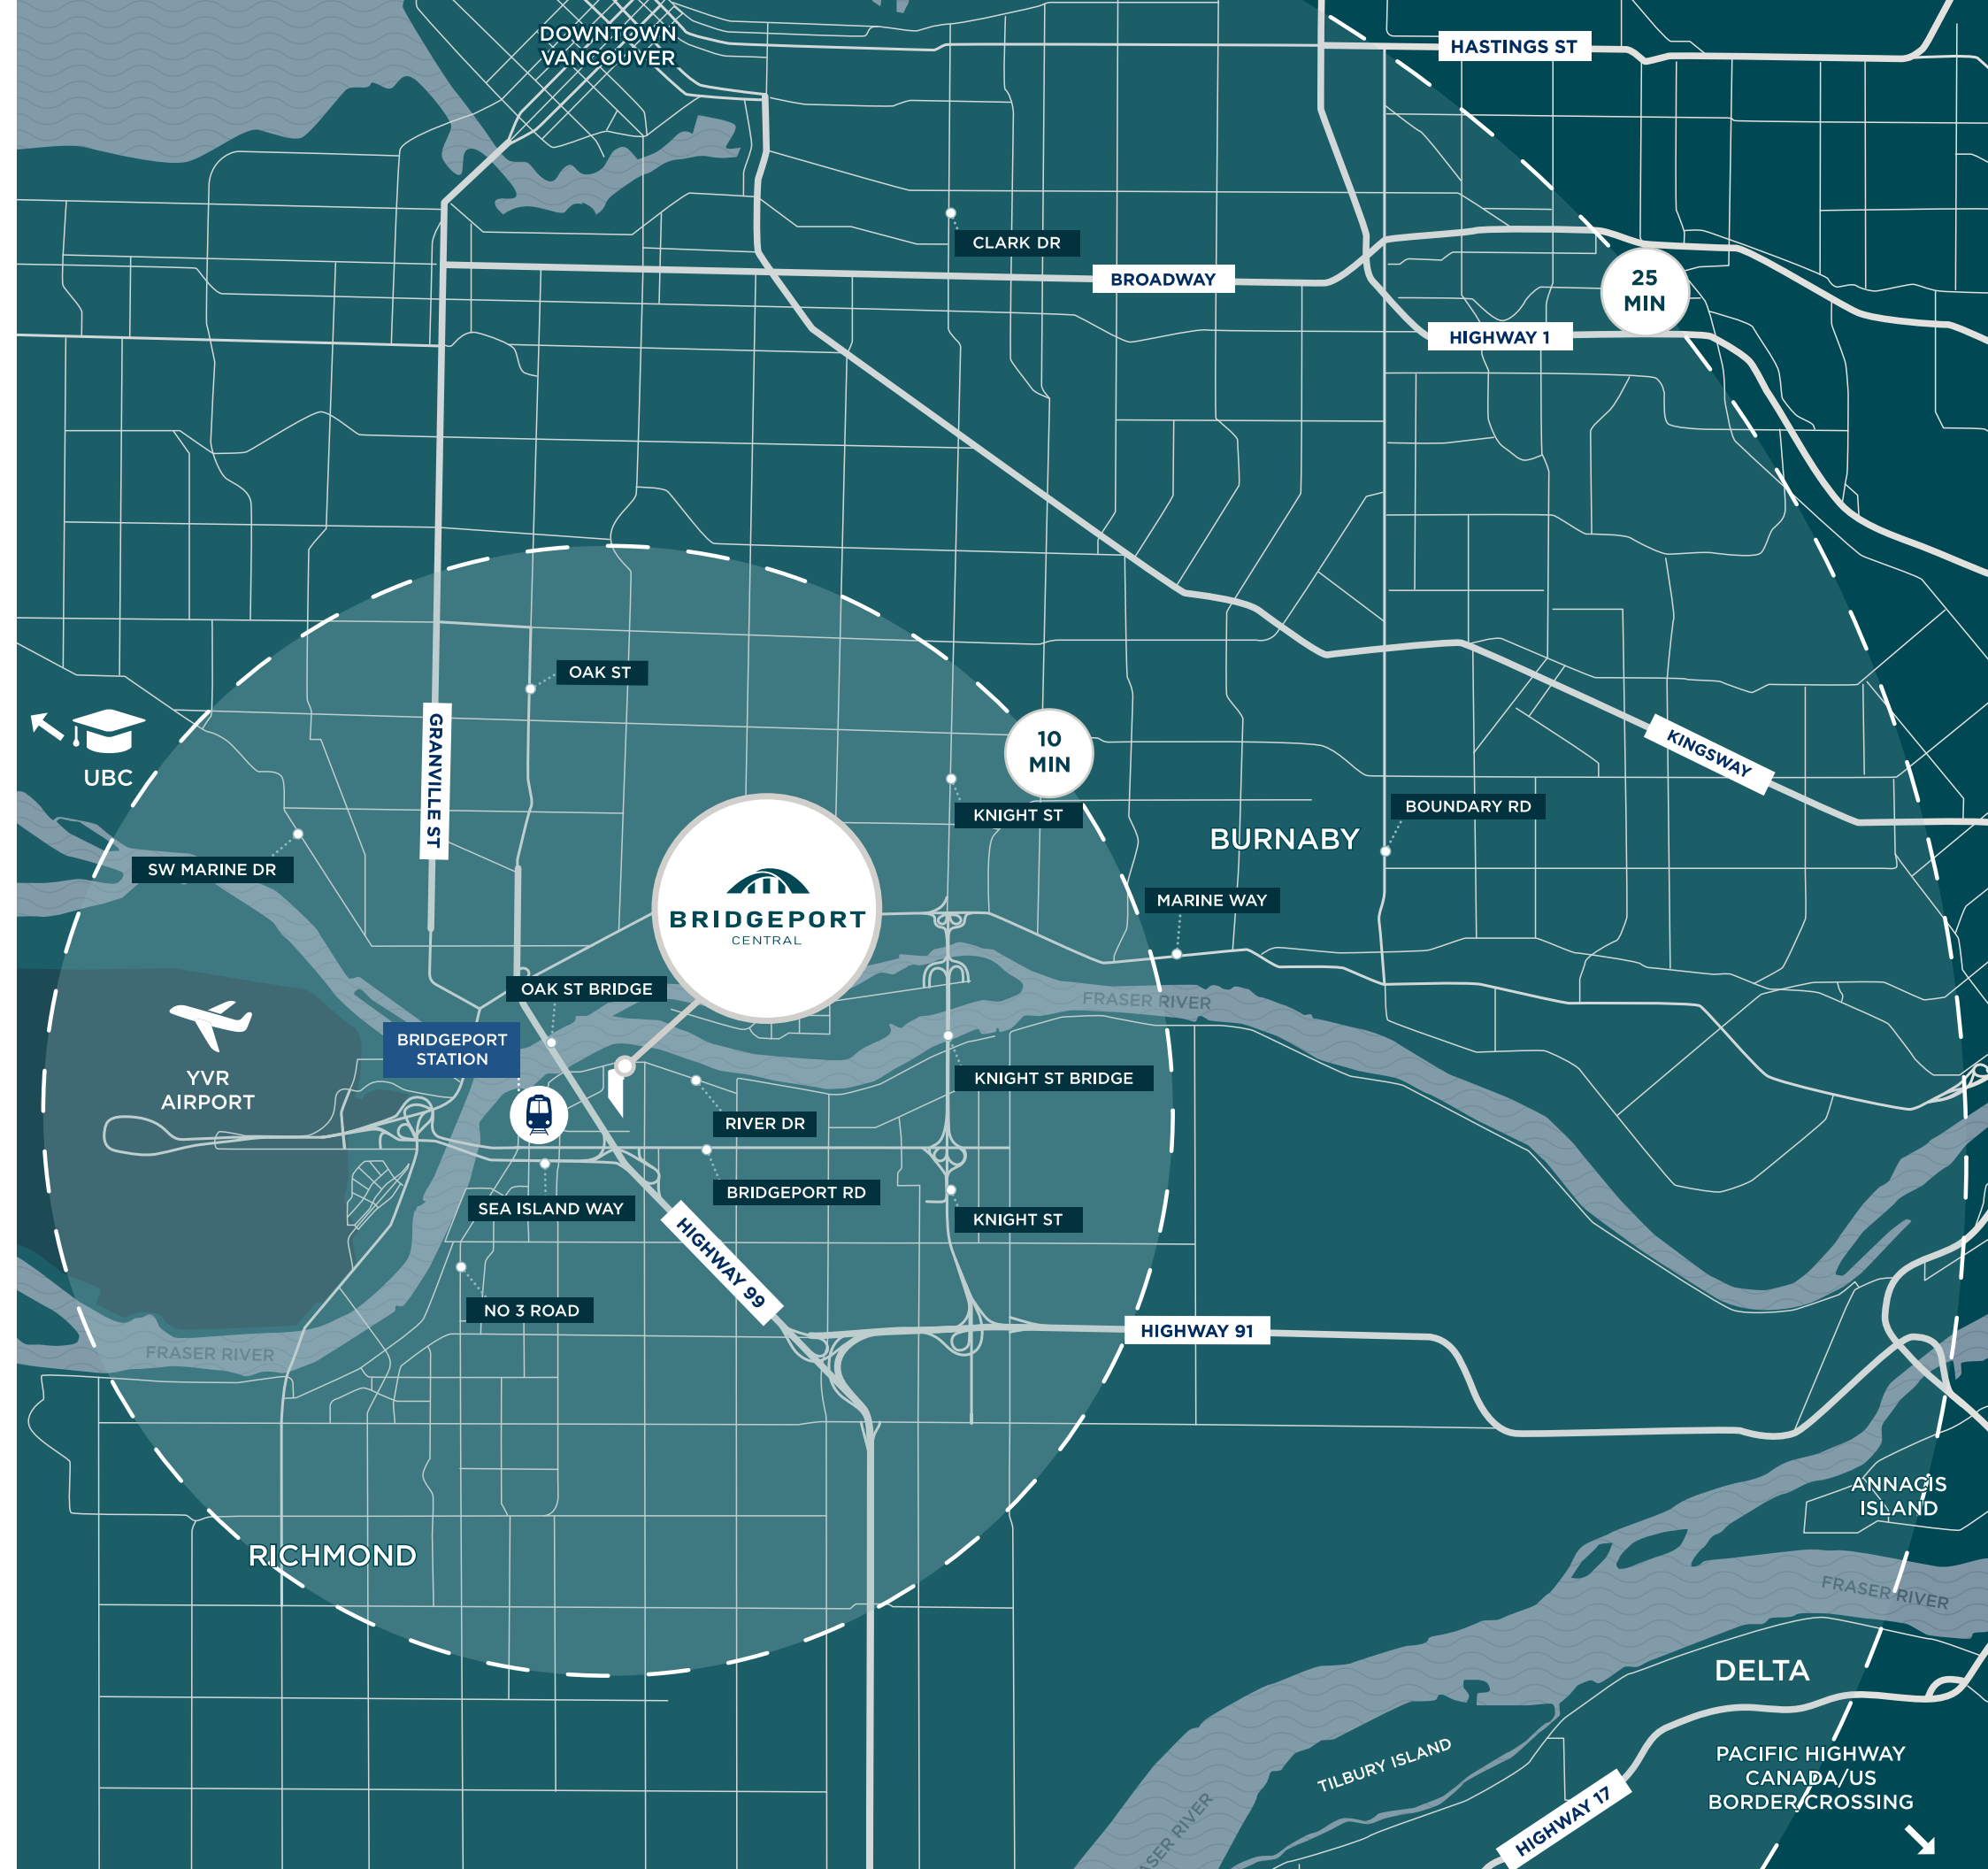 DOWNTOWN
VANCOUVER
HASTINGS ST
CLARK DR
BROADWAY
25
MIN
HIGHWAY 1
OAK ST
GRANVILLE ST
10
MIN
KINGSWAY
UBC
KNIGHT ST
BOUNDARY RD
BURNABY
SW MARINE DR
BRIDGEPORT
CENTRAL
MARINE WAY
OAK ST BRIDGE
FRASER RIVER
BRIDGEPORT
STATION
YVR
AIRPORT
KNIGHT ST BRIDGE
RIVER DR
BRIDGEPORT RD
SEA ISLAND WAY
KNIGHT ST
HIGHWAY 99
NO 3 ROAD
HIGHWAY 91
FRASER RIVER
ANNACIS
ISLAND
RICHMOND
FRASER RIVER
DELTA
TILBURY ISLAND
PACIFIC HIGHWAY
CANADA/US
BORDER CROSSING
HIGHWAY 17
RIVER